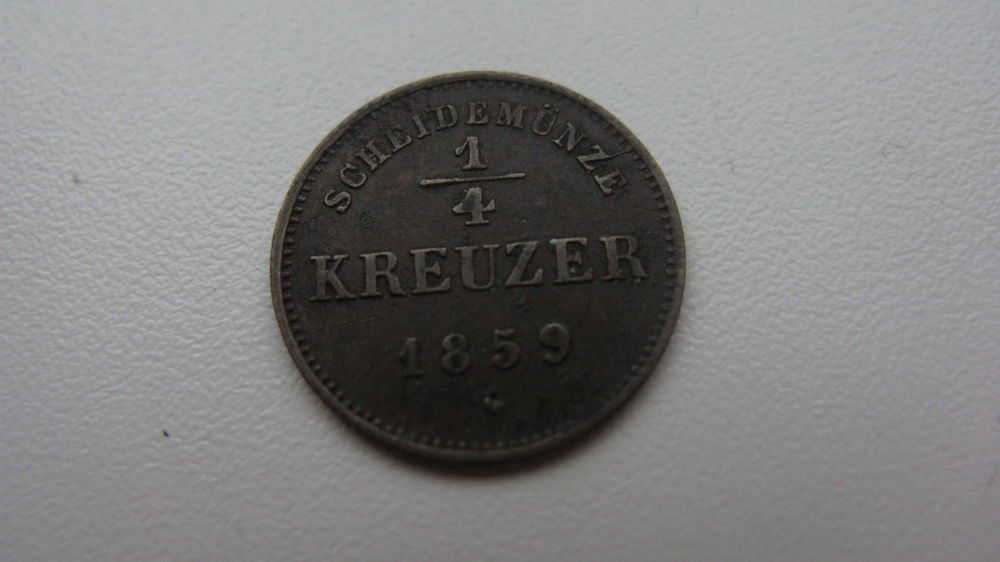 SCHEIDEMÜNZE
1
4
KREUZER
1859